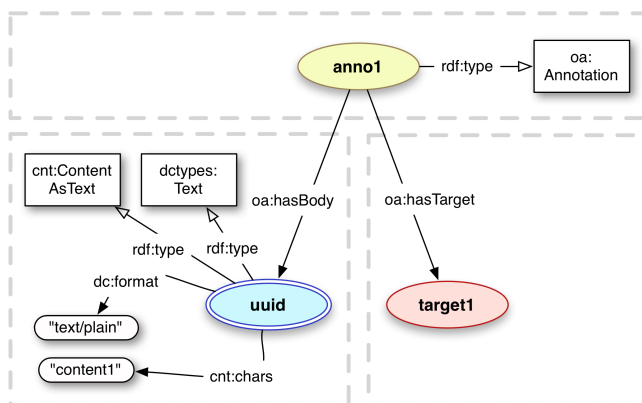 anno1
rdf:type
oa:
Annotation
cnt:Content
AsText
dctypes:
Text
oa:hasBody
oa:hasTarget
rdf:type
rdf:type
dc:format
uuid
target1
"text/plain"
"content1"
cnt:chars